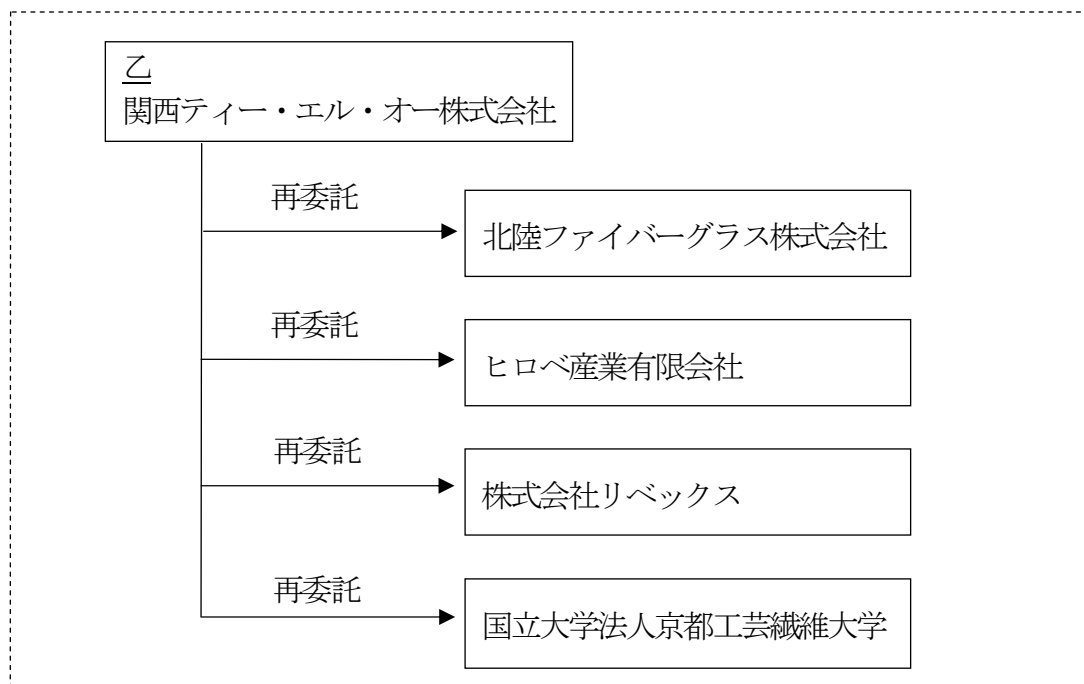 乙
関西ティー・エル・オー株式会社
再委託
北陸ファイバーグラス株式会社
再委託
ヒロベ産業有限会社
再委託
株式会社リベックス
再委託
国立大学法人京都工芸繊維大学